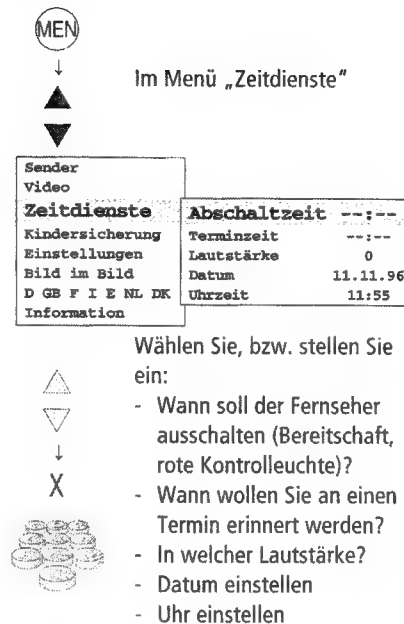 MEN
Im Menü „Zeitdienste"
Sender
Video
Zeitdienste
Kindersicherung
Einstellungen
Bild im Bild
D GB F I E NL DK
Information
Abschaltzeit --:--
Terminzeit --:--
Lautstärke 0
Datum 11.11.96
Uhrzeit 11:55
Wählen Sie, bzw. stellen Sie
ein:
- Wann soll der Fernseher
ausschalten (Bereitschaft,
rote Kontrolleuchte)?
- Wann wollen Sie an einen
Termin erinnert werden?
- In welcher Lautstärke?
- Datum einstellen
- Uhr einstellen
X